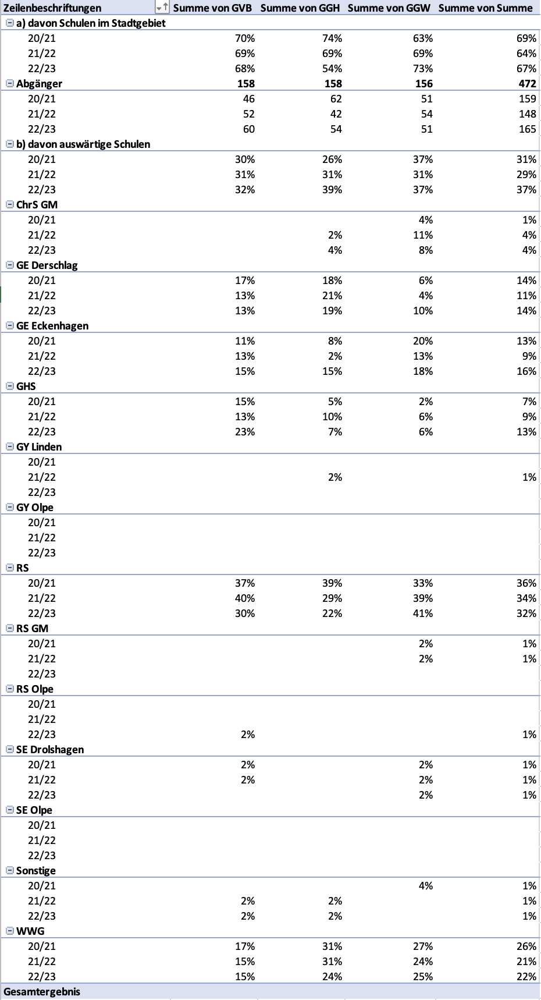 Zeilenbeschriftungen Summe von GVB Summe von GGH Summe von GGW Summe von Summe
a) davon Schulen im Stadtgebiet
20/21 70% 74% 63% 69%
21/22 69% 69% 69% 64%
22/23 68% 54% 73% 67%
Abgänger 158 158 156 472
20/21 46 62 51 159
21/22 52 42 54 148
22/23 60 54 51 165
b) davon auswärtige Schulen
20/21 30% 26% 37% 31%
21/22 31% 31% 31% 29%
22/23 32% 39% 37% 37%
ChrS GM
20/21 4% 1%
21/22 2% 11% 4%
22/23 4% 8% 4%
GE Derschlag
20/21 17% 18% 6% 14%
21/22 13% 21% 4% 11%
22/23 13% 19% 10% 14%
GE Eckenhagen
20/21 11% 8% 20% 13%
21/22 13% 2% 13% 9%
22/23 15% 15% 18% 16%
GHS
20/21 15% 5% 2% 7%
21/22 13% 10% 6% 9%
22/23 23% 7% 6% 13%
GY Linden
20/21
21/22 2% 1%
22/23
GY Olpe
20/21
21/22
22/23
RS
20/21 37% 39% 33% 36%
21/22 40% 29% 39% 34%
22/23 30% 22% 41% 32%
RS GM
20/21 2% 1%
21/22 2% 1%
22/23
RS Olpe
20/21
21/22
22/23 2% 1%
SE Drolshagen
20/21 2% 2% 1%
21/22 2% 2% 1%
22/23 2% 1%
SE Olpe
20/21
21/22
22/23
Sonstige
20/21 4% 1%
21/22 2% 2% 1%
22/23 2% 2% 1%
WWG
20/21 17% 31% 27% 26%
21/22 15% 31% 24% 21%
22/23 15% 24% 25% 22%
Gesamtergebnis